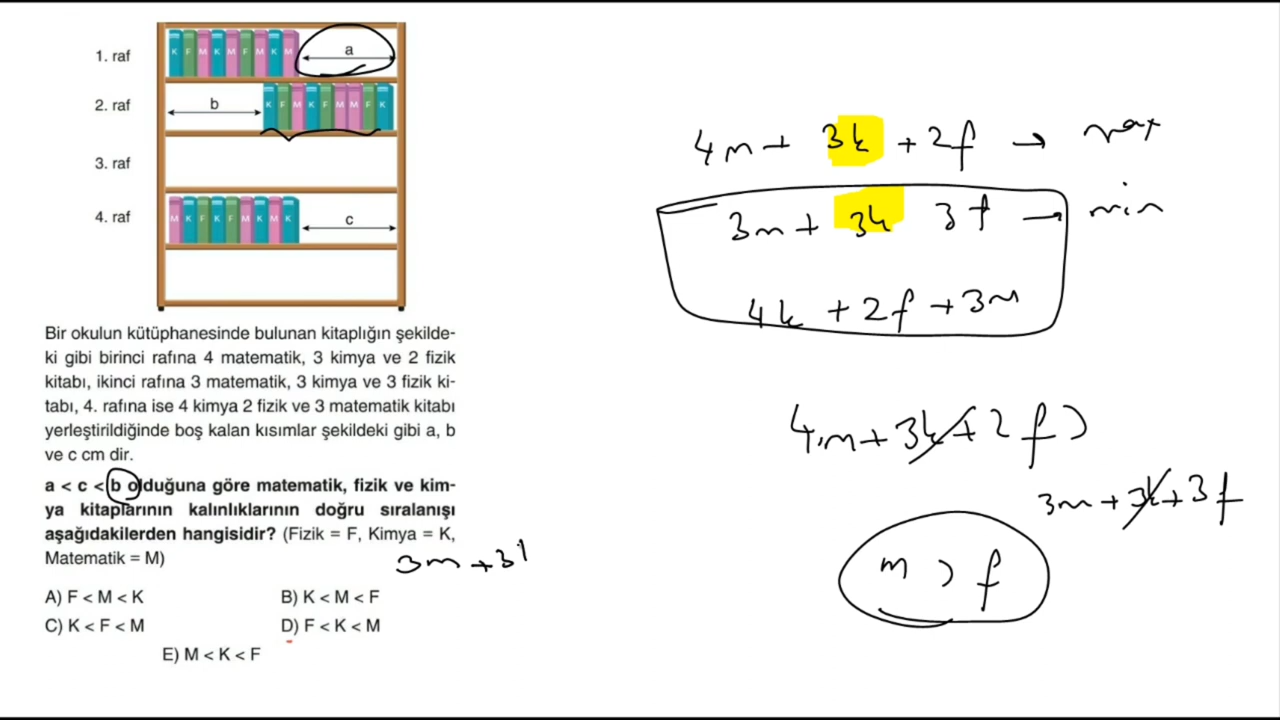 1. raf
K F M K M F M K M
a
2. raf
b
K F M K F M M F K
3. raf
4. raf
M K F K F M K M K
c
Bir okulun kütüphanesinde bulunan kitaplığın şekilde-
ki gibi birinci rafına 4 matematik, 3 kimya ve 2 fizik
kitabı, ikinci rafına 3 matematik, 3 kimya ve 3 fizik ki-
tabı, 4. rafına ise 4 kimya 2 fizik ve 3 matematik kitabı
yerleştirildiğinde boş kalan kısımlar şekildeki gibi a, b
ve c cm dir.
a < c < b olduğuna göre matematik, fizik ve kim-
ya kitaplarının kalınlıklarının doğru sıralanışı
aşağıdakilerden hangisidir? (Fizik = F, Kimya = K,
Matematik = M)
3m +3f
A) F < M < K
B) K < M < F
C) K < F < M
D) F < K < M
E) M < K < F
4m + 3k + 2f → max
3m + 3k 3f → min
4k + 2f + 3m
4m + 3k + 2f >
3m + 3k + 3f
m > f